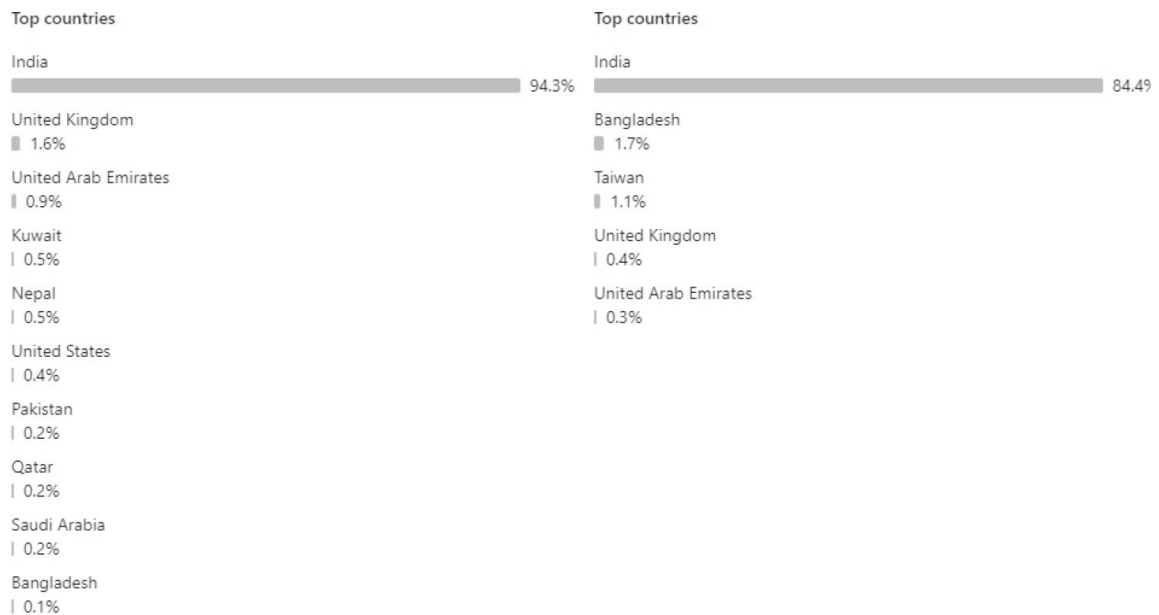 Top countries
India
94.3%
United Kingdom
1.6%
United Arab Emirates
0.9%
Kuwait
0.5%
Nepal
0.5%
United States
0.4%
Pakistan
0.2%
Qatar
0.2%
Saudi Arabia
0.2%
Bangladesh
0.1%
Top countries
India
84.4%
Bangladesh
1.7%
Taiwan
1.1%
United Kingdom
0.4%
United Arab Emirates
0.3%